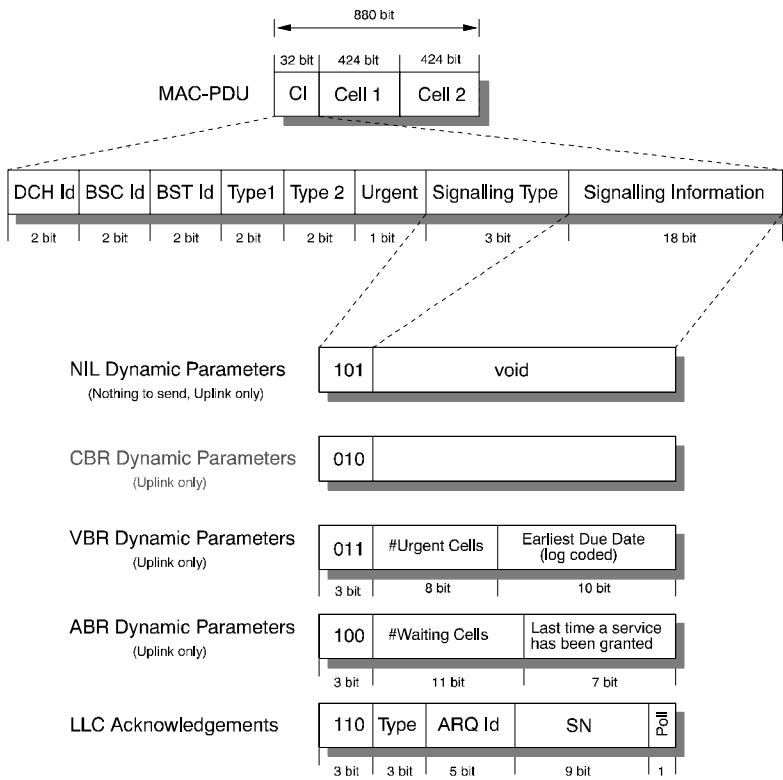 880 bit
32 bit 424 bit 424 bit
MAC-PDU CI Cell 1 Cell 2
DCH Id BSC Id BST Id Type1 Type 2 Urgent Signalling Type Signalling Information
2 bit 2 bit 2 bit 2 bit 2 bit 1 bit 3 bit 18 bit
NIL Dynamic Parameters 101 void
(Nothing to send, Uplink only)
CBR Dynamic Parameters 010
(Uplink only)
VBR Dynamic Parameters 011 #Urgent Cells Earliest Due Date
(Uplink only) (log coded)
3 bit 8 bit 10 bit
ABR Dynamic Parameters 100 #Waiting Cells Last time a service
(Uplink only) has been granted
3 bit 11 bit 7 bit
LLC Acknowledgements 110 Type ARQ Id SN Poll
3 bit 3 bit 5 bit 9 bit 1